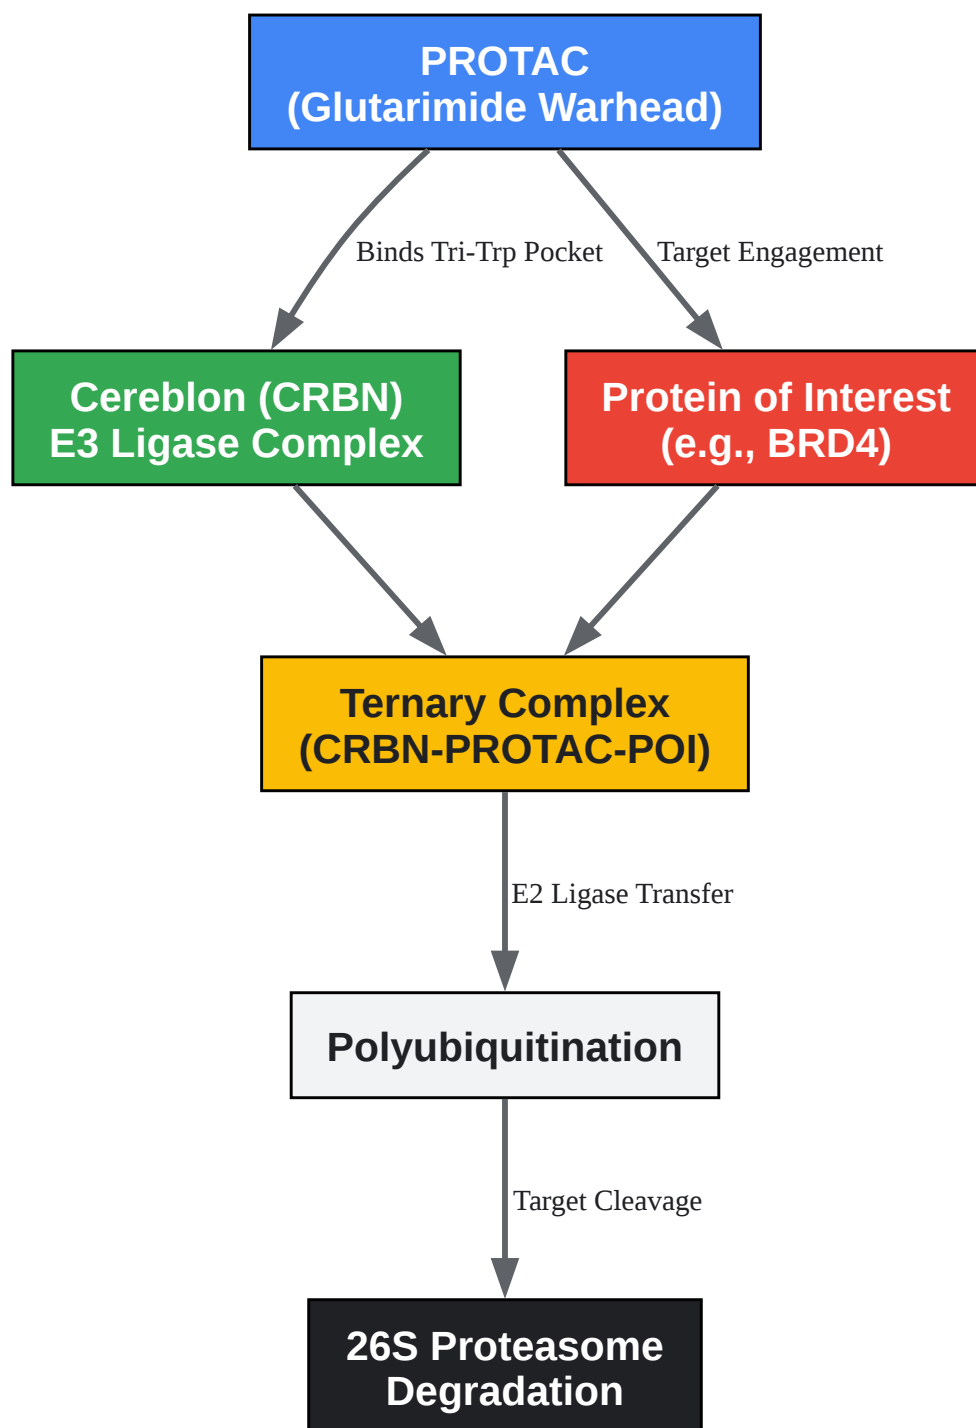 PROTAC
(Glutarimide Warhead)
Binds Tri-Trp Pocket
Target Engagement
Cereblon (CRBN)
E3 Ligase Complex
Protein of Interest
(e.g., BRD4)
Ternary Complex
(CRBN-PROTAC-POI)
E2 Ligase Transfer
Polyubiquitination
Target Cleavage
26S Proteasome
Degradation